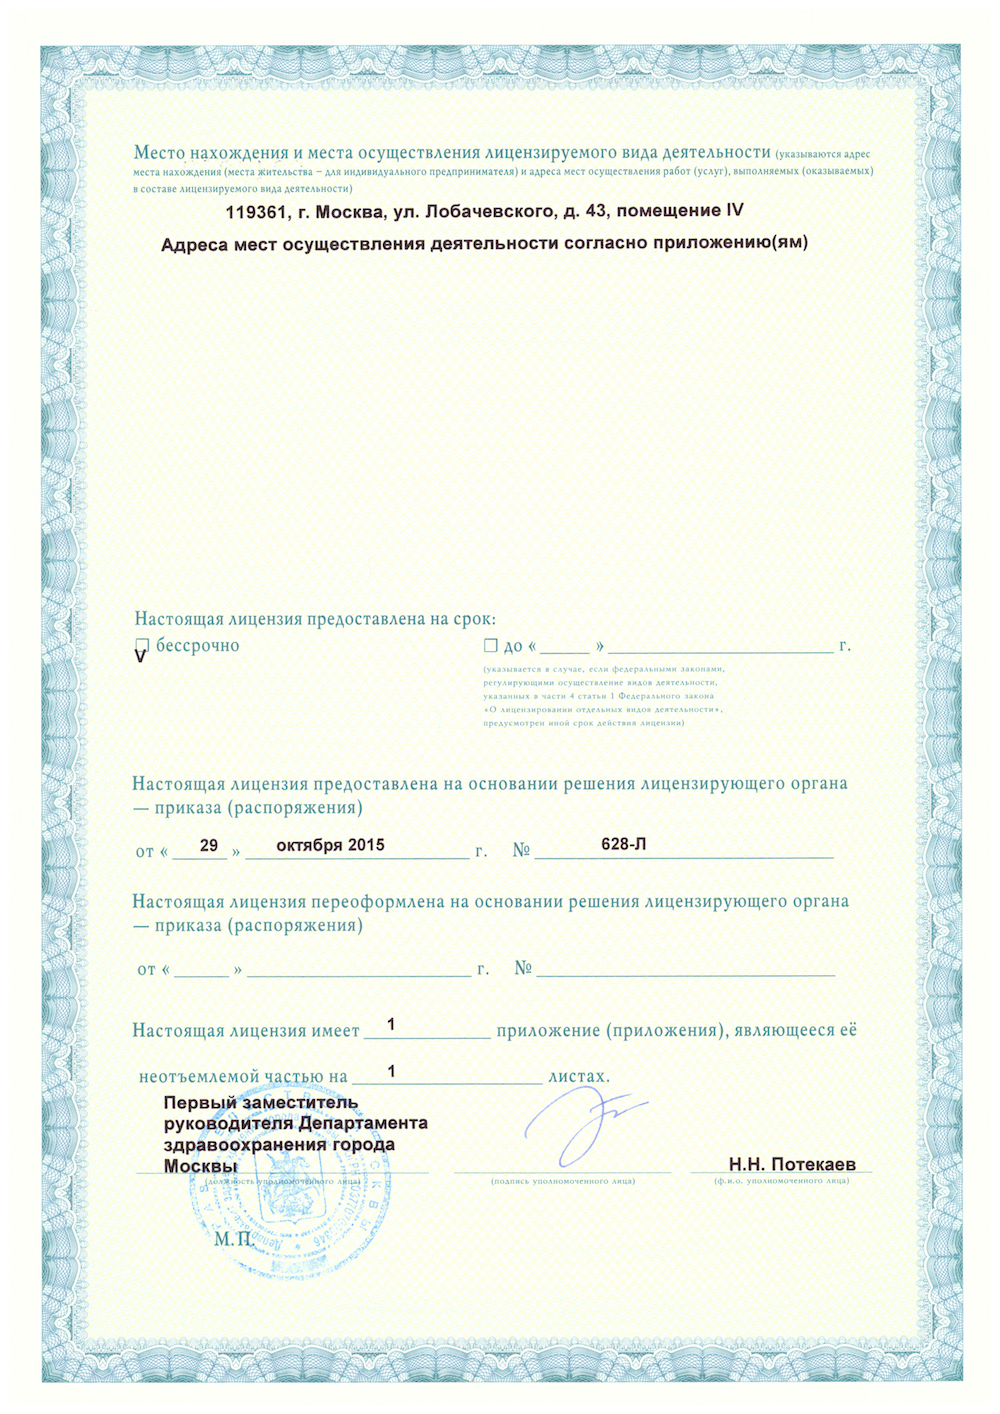 Место нахождения и места осуществления лицензируемого вида деятельности (указываются адрес
места нахождения (места жительства – для индивидуального предпринимателя) и адреса мест осуществления работ (услуг), выполняемых (оказываемых)
в составе лицензируемого вида деятельности)
119361, г. Москва, ул. Лобачевского, д. 43, помещение IV
Адреса мест осуществления деятельности согласно приложению(ям)
Настоящая лицензия предоставлена на срок:
☐ бессрочно ☐ до « ______ » ______________________ г.
V
(указывается в случае, если федеральными законами,
регулирующими осуществление видов деятельности,
указанных в части 4 статьи 1 Федерального закона
«О лицензировании отдельных видов деятельности»,
предусмотрен иной срок действия лицензии)
Настоящая лицензия предоставлена на основании решения лицензирующего органа
— приказа (распоряжения)
от « 29 » октября 2015 г. № 628-Л
Настоящая лицензия переоформлена на основании решения лицензирующего органа
— приказа (распоряжения)
от « ______ » ______________________ г. № ______________________
Настоящая лицензия имеет 1 приложение (приложения), являющееся её
неотъемлемой частью на 1 листах.
Первый заместитель
руководителя Департамента
здравоохранения города
Москвы
Н.Н. Потекаев
(должность уполномоченного лица) (подпись уполномоченного лица) (ф.и.о. уполномоченного лица)
М.П.